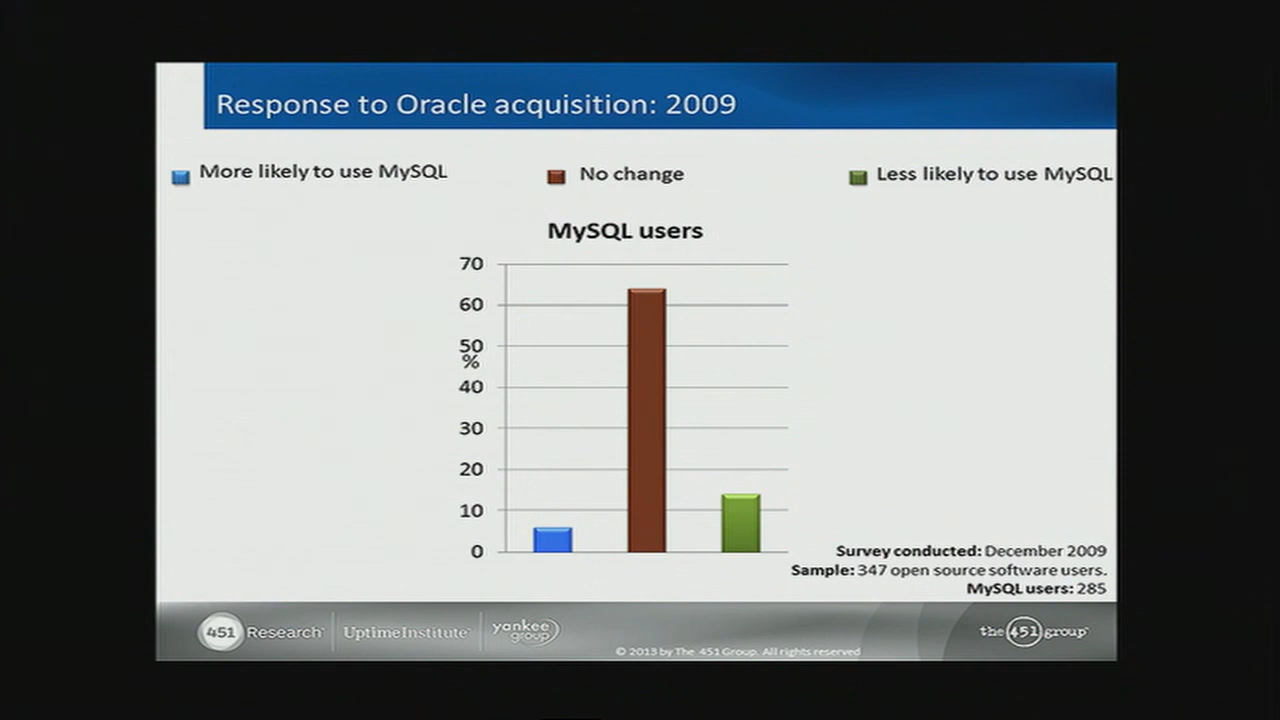 Response to Oracle acquisition: 2009
More likely to use MySQL
No change
Less likely to use MySQL
MySQL users
70
60
50
%
40
30
20
10
0
Survey conducted: December 2009
Sample: 347 open source software users.
MySQL users: 285
451 Research
UptimeInstitute
yankee group
the 451 group
© 2013 by The 451 Group. All rights reserved